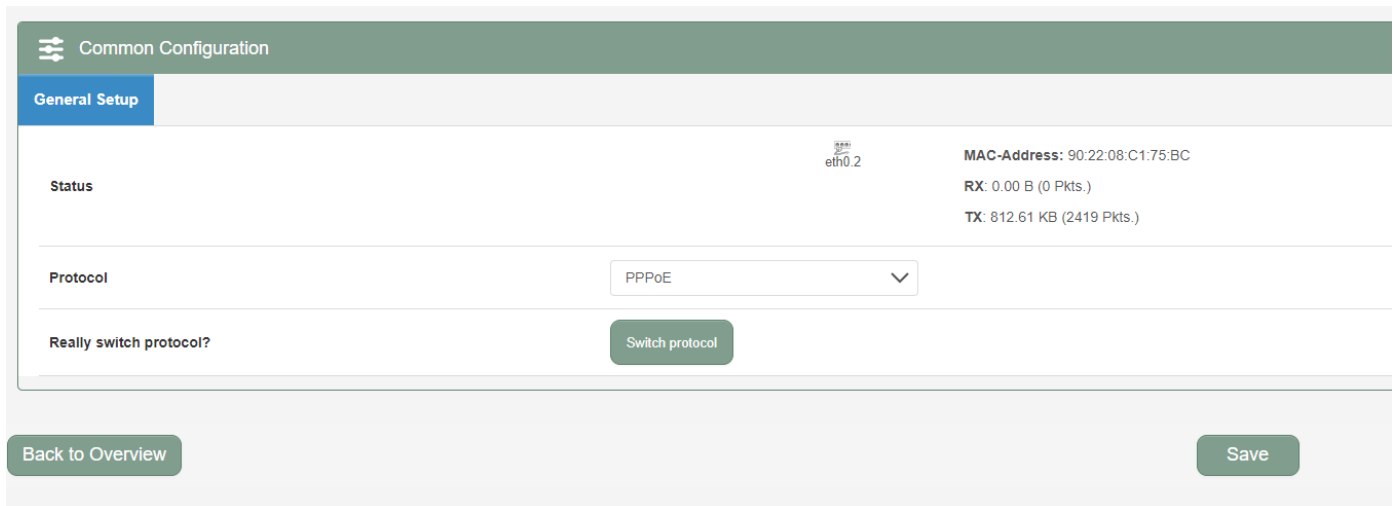 Common Configuration
General Setup
Status
eth0.2
MAC-Address: 90:22:08:C1:75:BC
RX: 0.00 B (0 Pkts.)
TX: 812.61 KB (2419 Pkts.)
Protocol
PPPoE
Really switch protocol?
Switch protocol
Back to Overview
Save